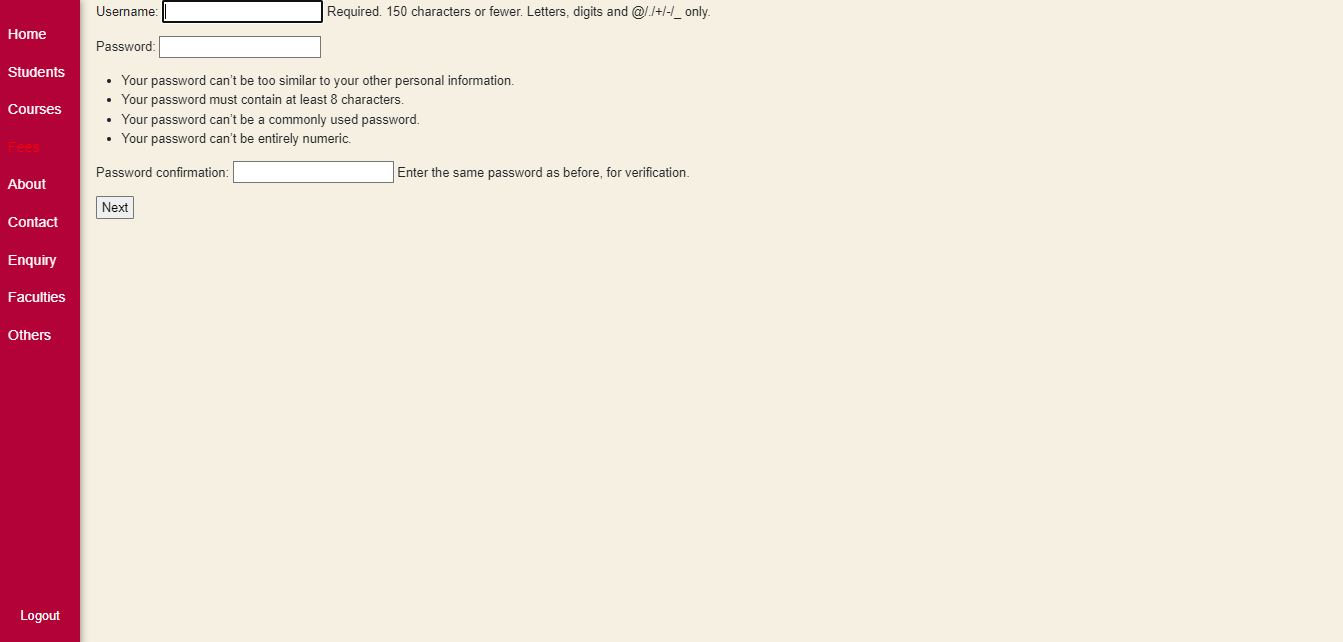 Home
Students
Courses
Fees
About
Contact
Enquiry
Faculties
Others
Logout
Username: Required. 150 characters or fewer. Letters, digits and @/./+/-/_ only.
Password:
• Your password can’t be too similar to your other personal information.
• Your password must contain at least 8 characters.
• Your password can’t be a commonly used password.
• Your password can’t be entirely numeric.
Password confirmation: Enter the same password as before, for verification.
Next